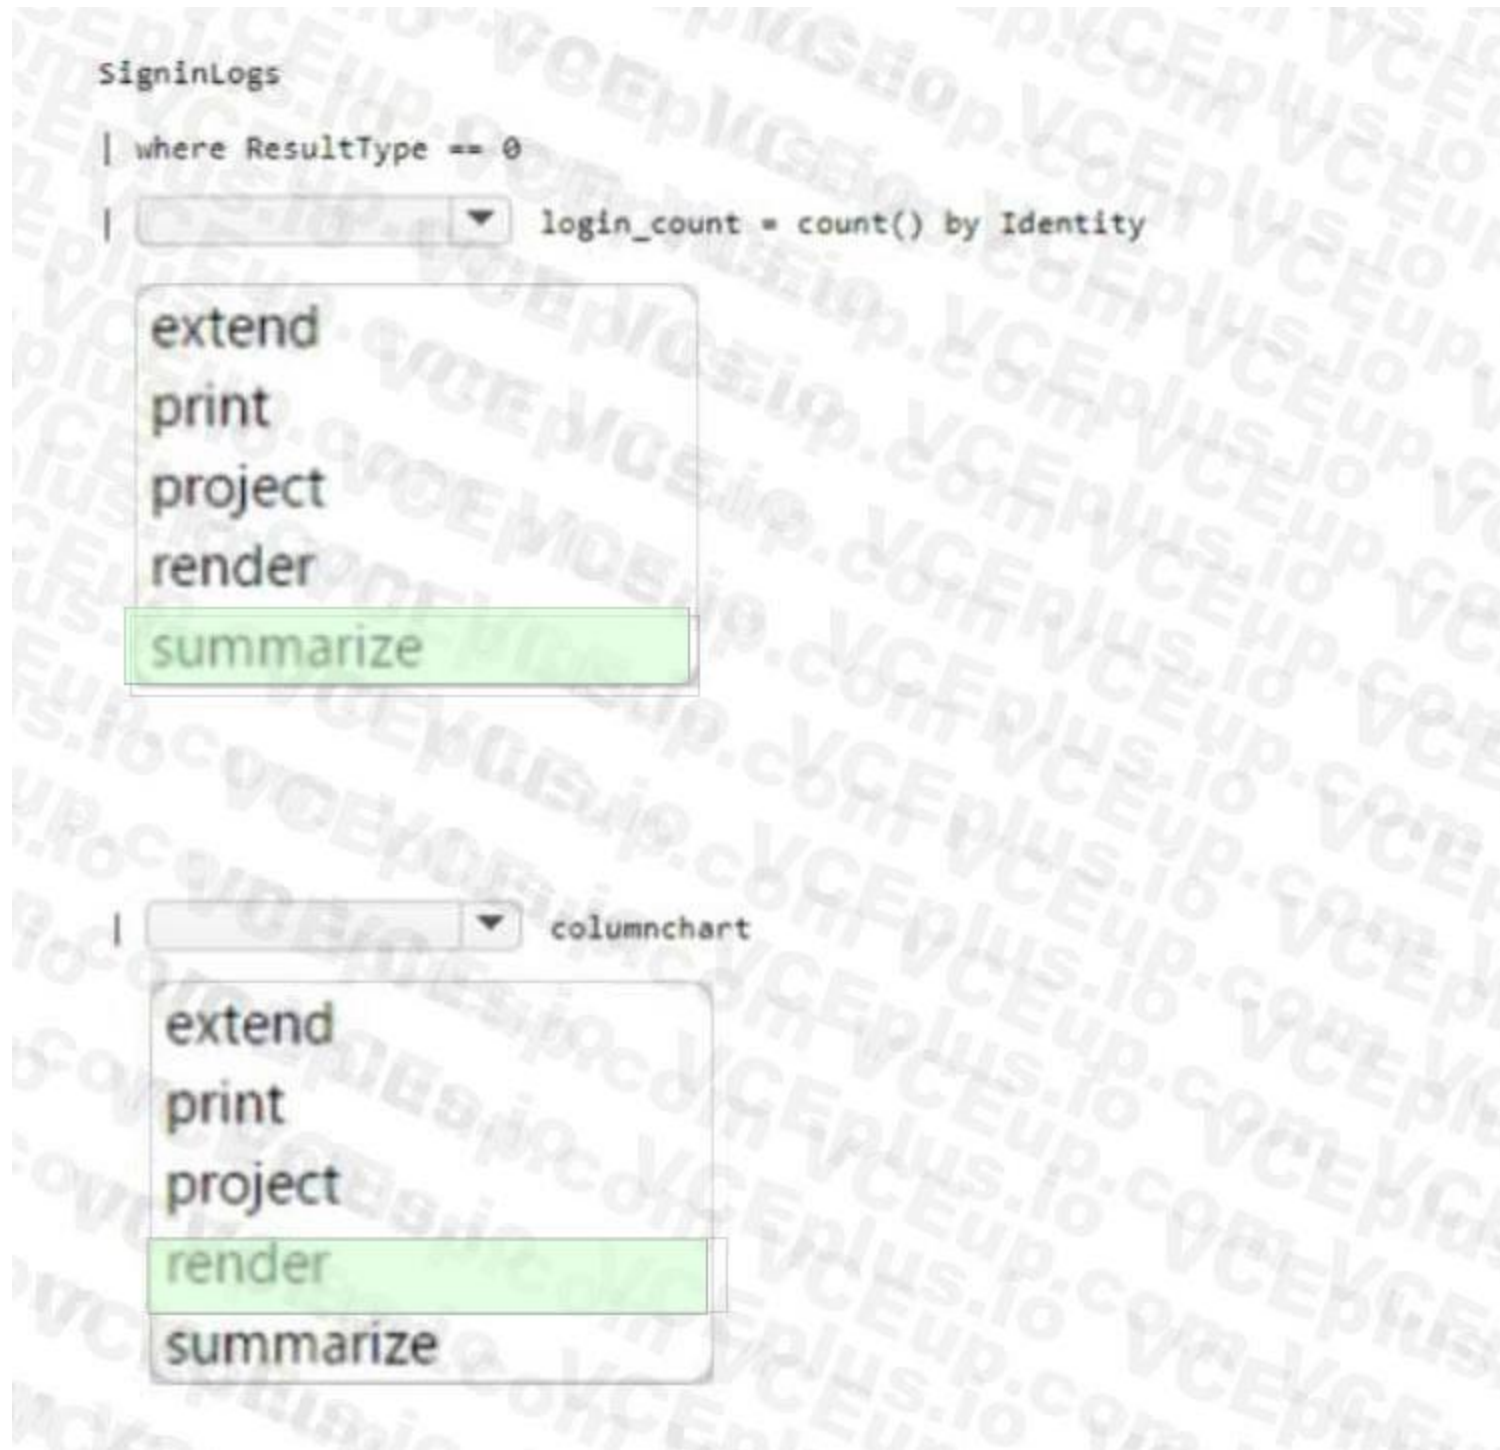 SigninLogs
| where ResultType == 0
| login_count = count() by Identity
extend
print
project
render
summarize
| columnchart
extend
print
project
render
summarize